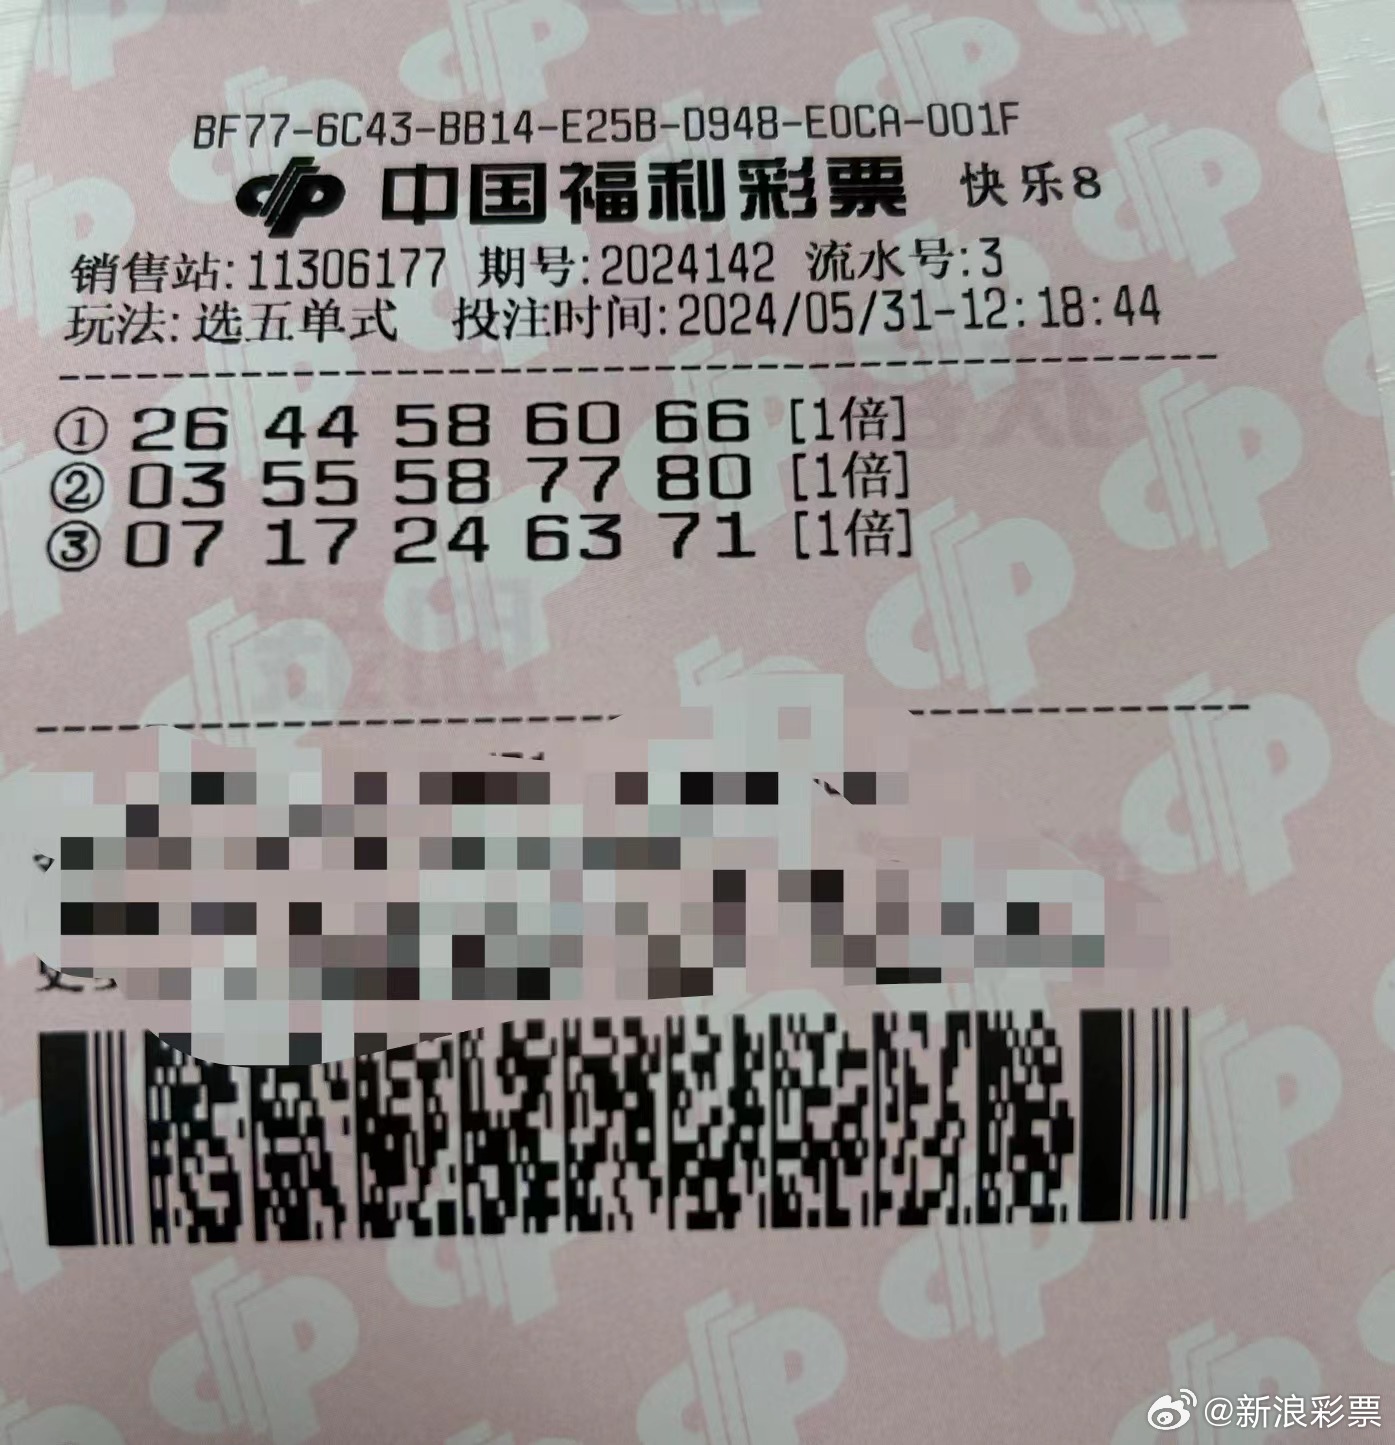 BF77-6C43-BB14-E25B-D948-E0CA-001F
中国福利彩票 快乐8
销售站:11306177 期号:2024142 流水号:3
玩法:选五单式 投注时间:2024/05/31-12:18:44
① 26 44 58 60 66 [1倍]
② 03 55 58 77 80 [1倍]
③ 07 17 24 63 71 [1倍]
@新浪彩票